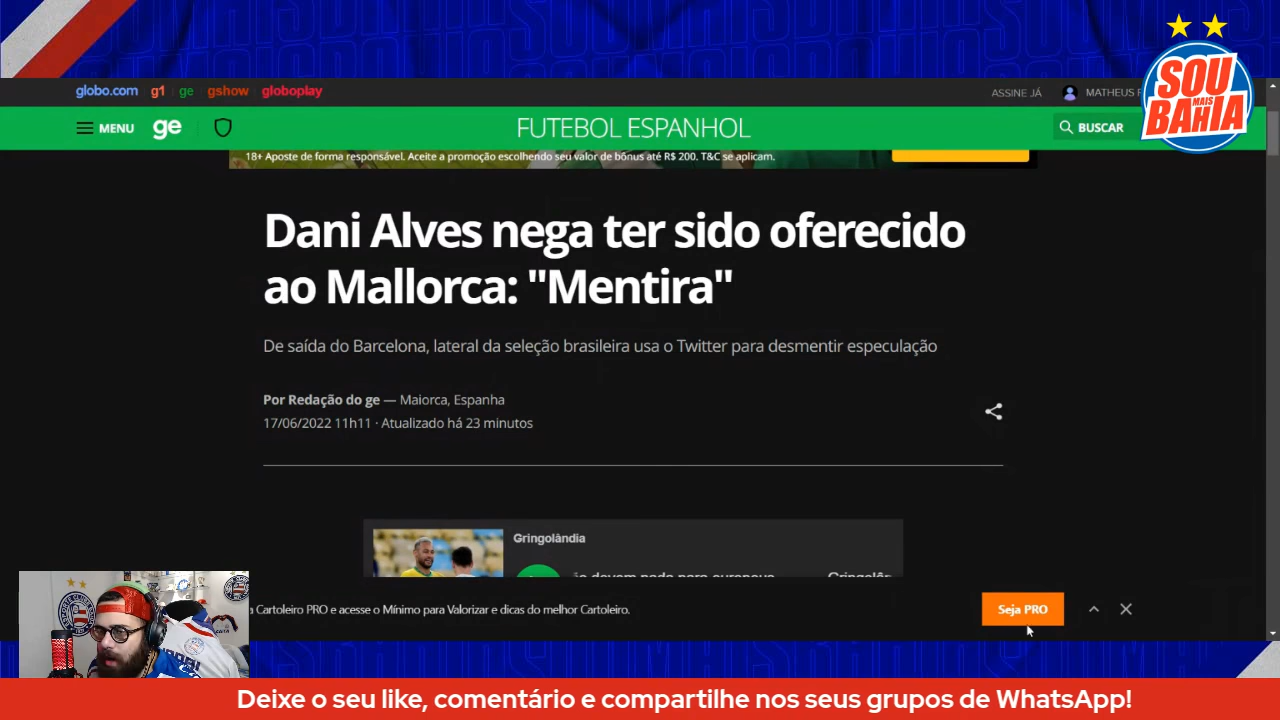 globo.com g1 ge gshow globoplay
ASSINE JÁ MATHEUS
SOU
MAIS
BAHIA
MENU ge FUTEBOL ESPANHOL BUSCAR
18+ Aposte de forma responsável. Aceite a promoção escolhendo seu valor de bônus até R$ 200. T&C se aplicam.
Dani Alves nega ter sido oferecido
ao Mallorca: "Mentira"
De saída do Barcelona, lateral da seleção brasileira usa o Twitter para desmentir especulação
Por Redação do ge — Maiorca, Espanha
17/06/2022 11h11 · Atualizado há 23 minutos
Gringolândia
Cartoleiro PRO e acesse o Mínimo para Valorizar e dicas do melhor Cartoleiro.
Seja PRO
Deixe o seu like, comentário e compartilhe nos seus grupos de WhatsApp!